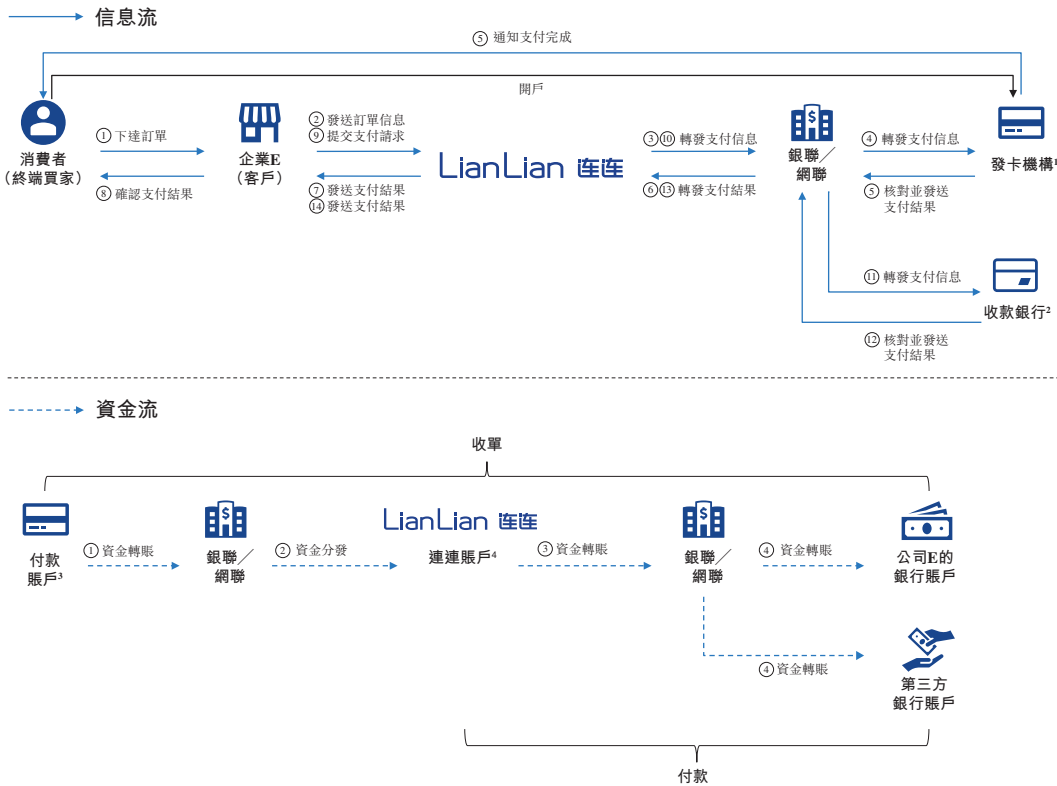 信息流
⑤ 通知支付完成
開戶
消費者
（終端買家）
① 下達訂單
⑧ 確認支付結果
企業E
（客戶）
② 發送訂單信息
⑨ 提交支付請求
⑦ 發送支付結果
⑭ 發送支付結果
LianLian 连连
③⑩ 轉發支付信息
⑥⑬ 轉發支付結果
銀聯／
網聯
④ 轉發支付信息
⑤ 核對並發送
支付結果
發卡機構¹
⑪ 轉發支付信息
收款銀行²
⑫ 核對並發送
支付結果
資金流
收單
付款
賬戶³
① 資金轉賬
銀聯／
網聯
② 資金分發
LianLian 连连
連連賬戶⁴
③ 資金轉賬
銀聯／
網聯
④ 資金轉賬
公司E的
銀行賬戶
④ 資金轉賬
第三方
銀行賬戶
付款